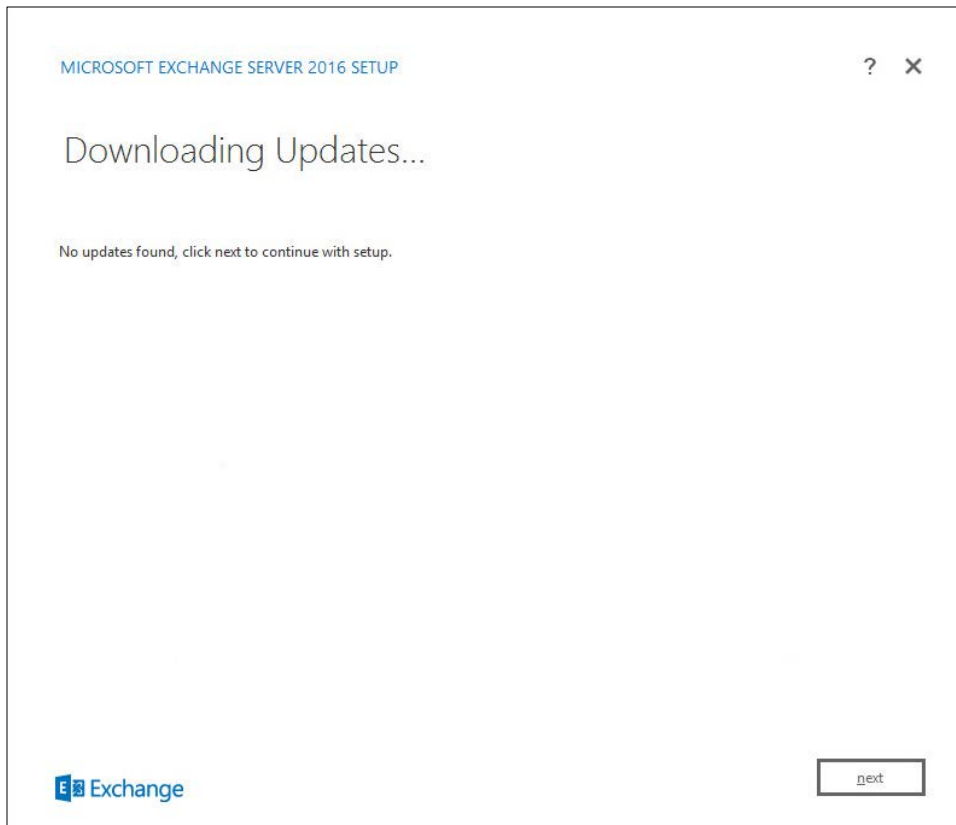 MICROSOFT EXCHANGE SERVER 2016 SETUP
?
Downloading Updates...
No updates found, click next to continue with setup.
E Exchange
next